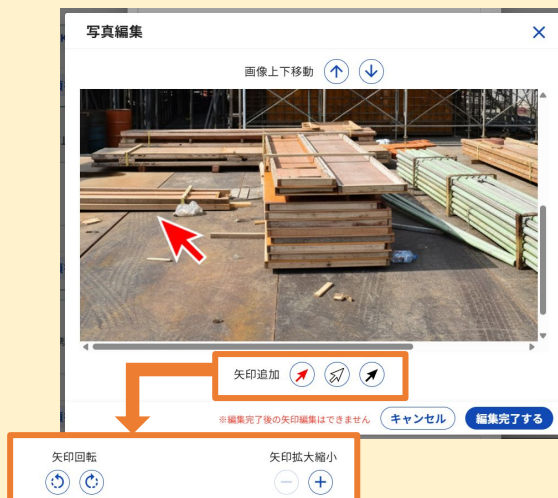 写真編集
画像上下移動
矢印追加
※編集完了後の矢印編集はできません
キャンセル
編集完了する
矢印回転
矢印拡大縮小